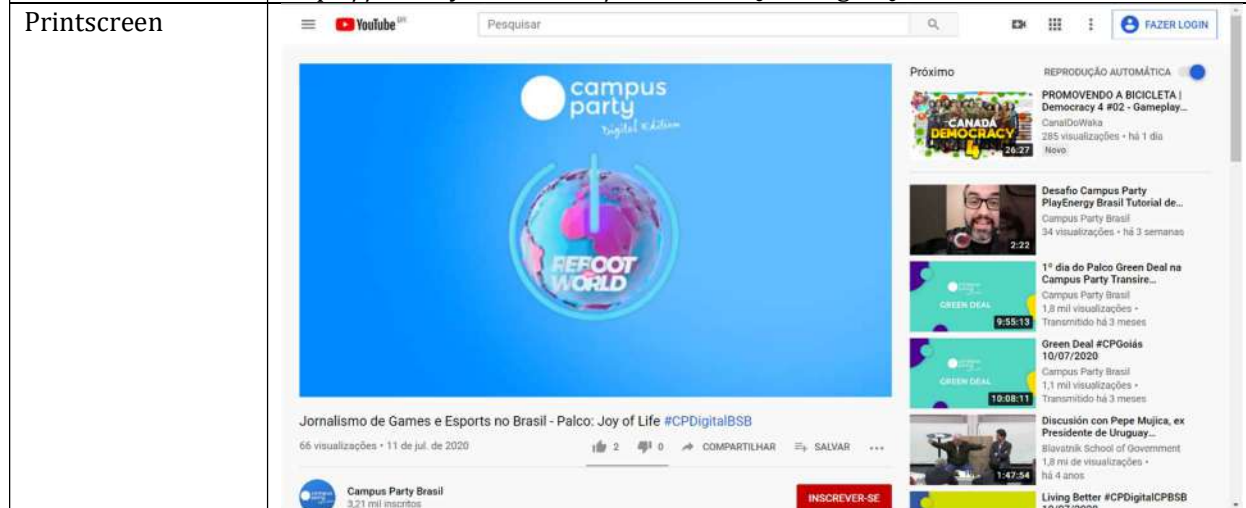 Printscreen
YouTube
Pesquisar
FAZER LOGIN
campus
party
Digital Edition
REFOOT
WORLD
Jornalismo de Games e Esports no Brasil - Palco: Joy of Life #CPDigitalBSB
66 visualizações • 11 de jul. de 2020
2
0
COMPARTILHAR
SALVAR
Campus Party Brasil
3,21 mil inscritos
INSCREVER-SE
Próximo
REPRODUÇÃO AUTOMÁTICA
CANADÁ
DEMOCRACY
4
26:27
PROMOVENDO A BICICLETA |
Democracy 4 #02 - Gameplay...
CanalDoWaka
285 visualizações • há 1 dia
Novo
2:22
Desafio Campus Party
PlayEnergy Brasil Tutorial de...
Campus Party Brasil
34 visualizações • há 3 semanas
GREEN DEAL
9:55:13
1º dia do Palco Green Deal na
Campus Party Transire...
Campus Party Brasil
1,8 mil visualizações •
Transmitido há 3 meses
GREEN DEAL
10:08:11
Green Deal #CPGoiás
10/07/2020
Campus Party Brasil
1,1 mil visualizações •
Transmitido há 3 meses
1:47:54
Discusión con Pepe Mujica, ex
Presidente de Uruguay...
Blavatnik School of Government
1,8 mi de visualizações •
há 4 anos
Living Better #CPDigitalCPBSB